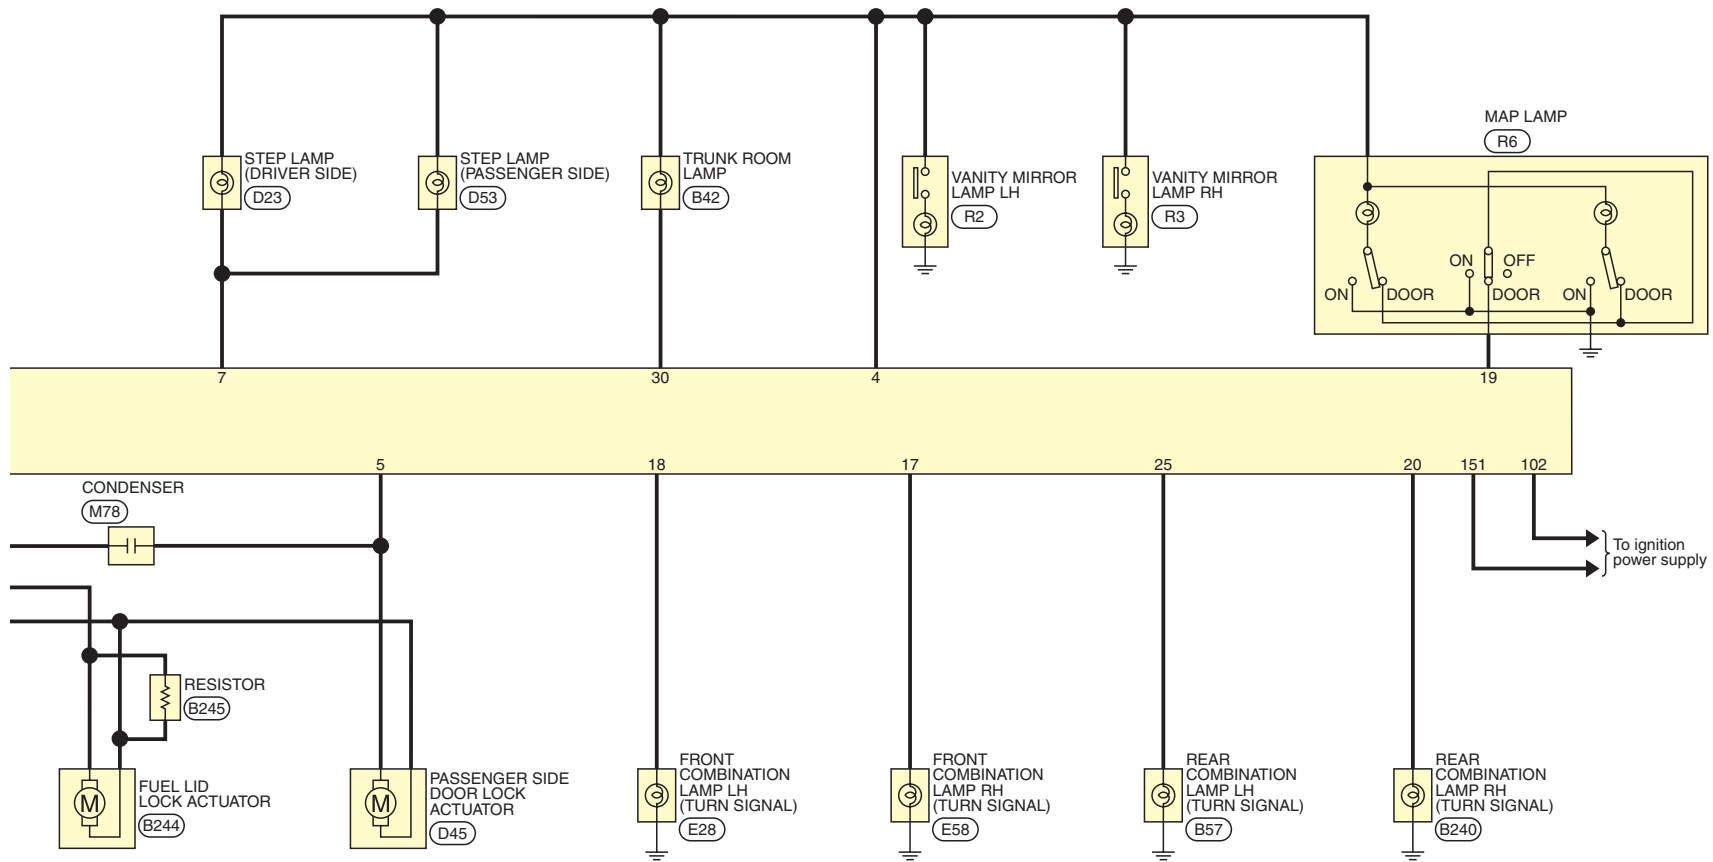 MAP LAMP
R6
STEP LAMP
(DRIVER SIDE)
D23
STEP LAMP
(PASSENGER SIDE)
D53
TRUNK ROOM
LAMP
B42
VANITY MIRROR
LAMP LH
R2
VANITY MIRROR
LAMP RH
R3
ON OFF
ON DOOR DOOR ON DOOR
7 30 4 19
5 18 17 25 20 151 102
CONDENSER
M78
To ignition
power supply
RESISTOR
B245
M
FUEL LID
LOCK ACTUATOR
B244
M
PASSENGER SIDE
DOOR LOCK
ACTUATOR
D45
FRONT
COMBINATION
LAMP LH
(TURN SIGNAL)
E28
FRONT
COMBINATION
LAMP RH
(TURN SIGNAL)
E58
REAR
COMBINATION
LAMP LH
(TURN SIGNAL)
B57
REAR
COMBINATION
LAMP RH
(TURN SIGNAL)
B240